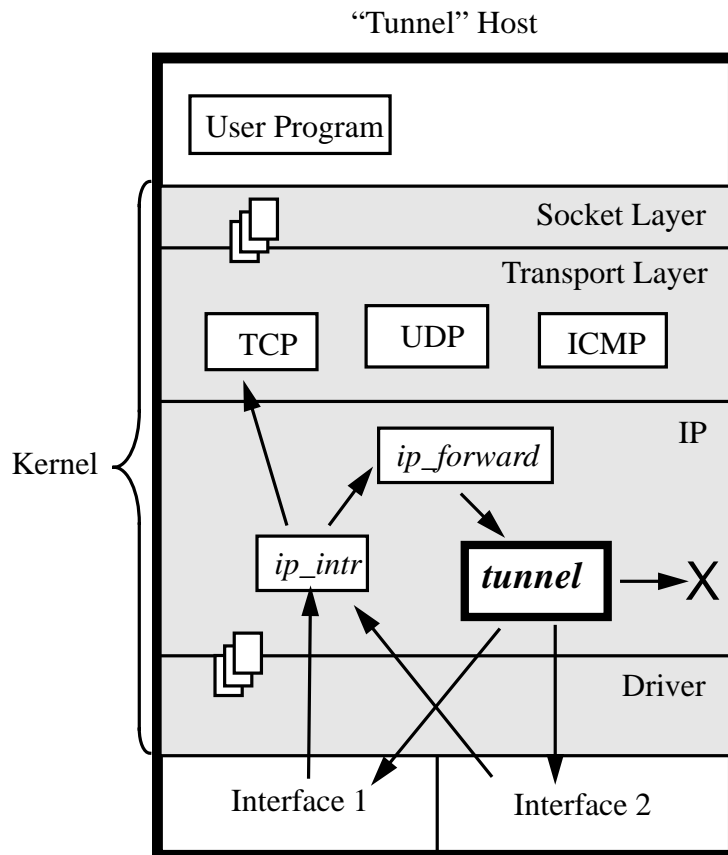 “Tunnel” Host
User Program
Socket Layer
Transport Layer
TCP
UDP
ICMP
IP
ip_forward
Kernel
ip_intr
tunnel
X
Driver
Interface 1
Interface 2